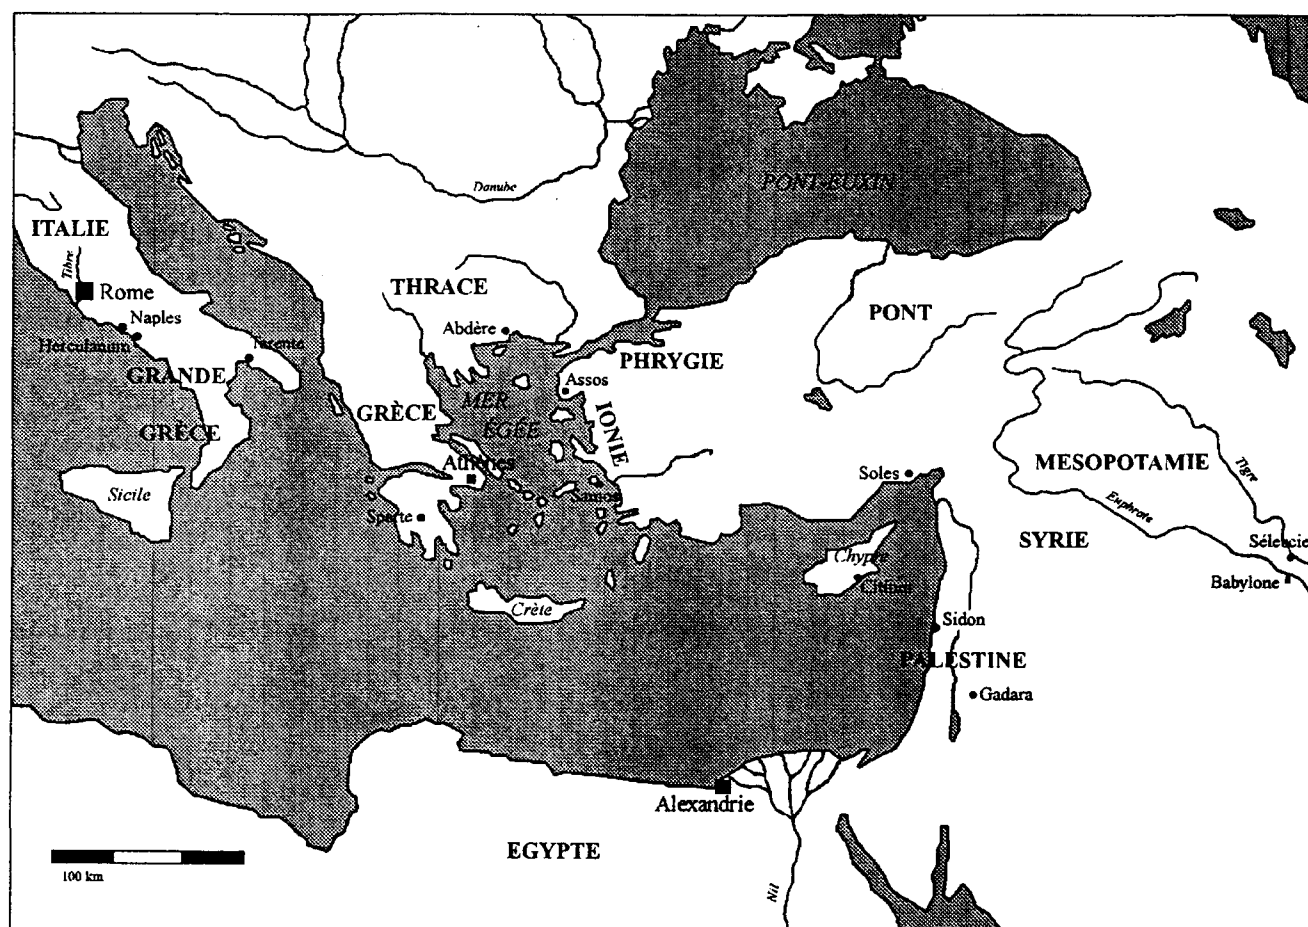 PONT-EUXIN
Danube
ITALIE
Tibre
Rome
THRACE
Naples
Abdère
PONT
Herculanum
Tarente
PHRYGIE
GRANDE
Assos
MER
GRÈCE
IONIE
ÉGÉE
GRÈCE
Athènes
MESOPOTAMIE
Tigre
Soles
Sicile
Samos
Euphrate
Sparte
SYRIE
Séleucie
Chypre
Babylone
Citium
Crète
Sidon
PALESTINE
Gadara
Alexandrie
EGYPTE
100 km
Nil